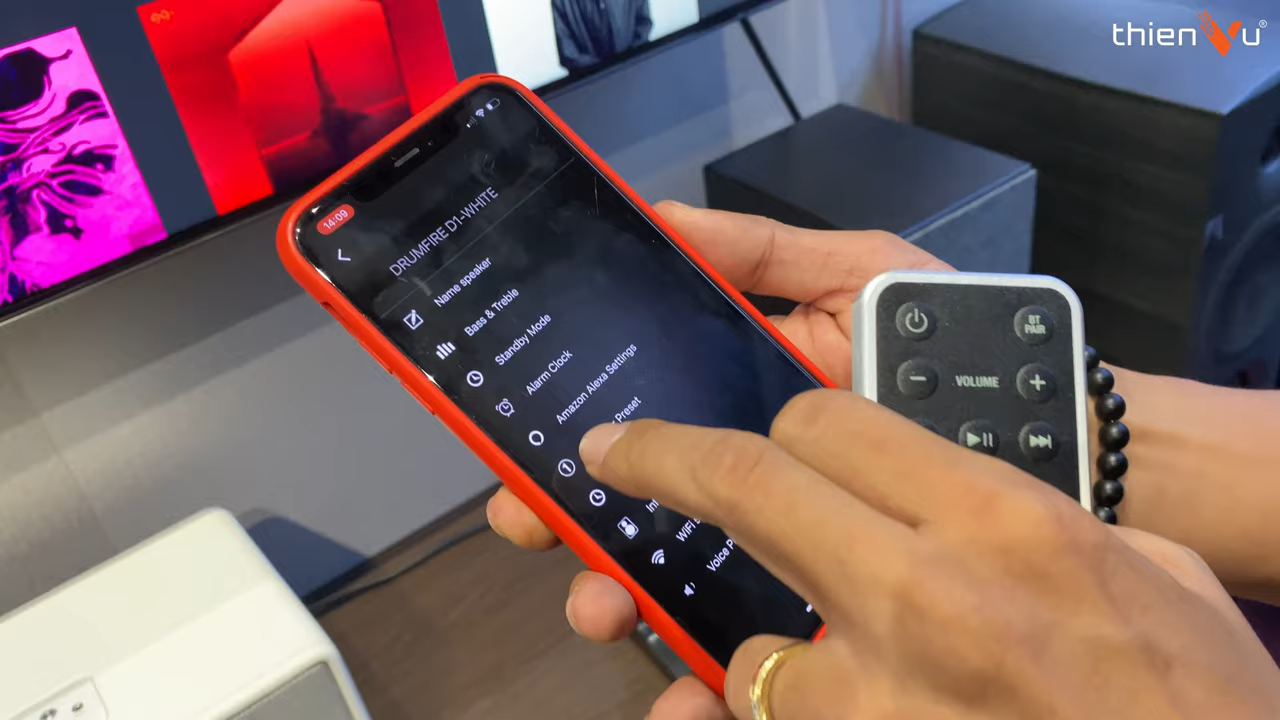 thienVu®
14:09
DRUMFIRE D1-WHITE
Name speaker
Bass & Treble
Standby Mode
Alarm Clock
Amazon Alexa Settings
Preset
WiFi
Voice
BT
PAIR
VOLUME